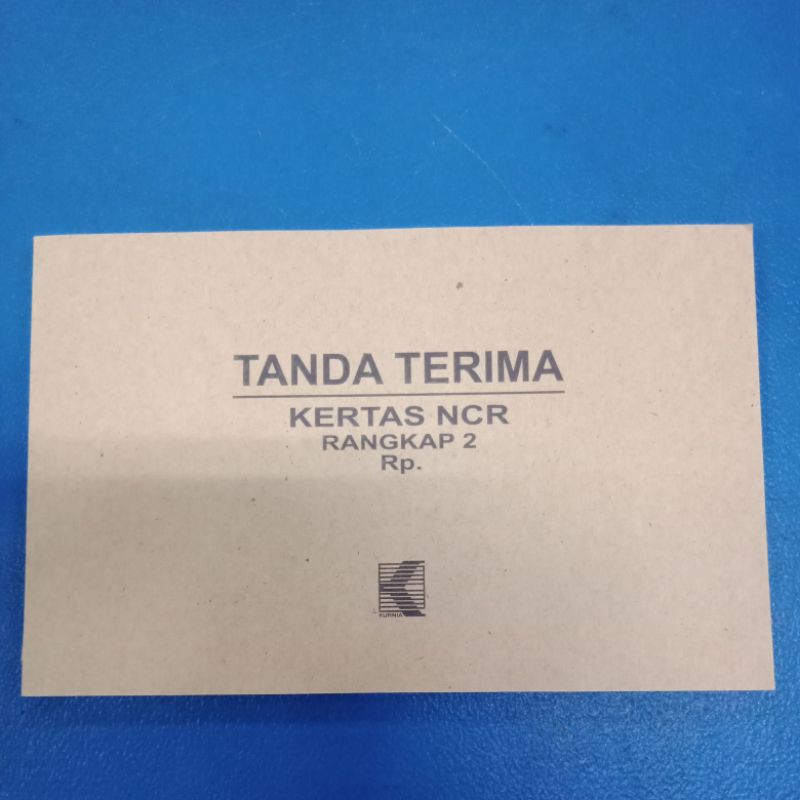 TANDA TERIMA
KERTAS NCR
RANGKAP 2
Rp.
KURNIA